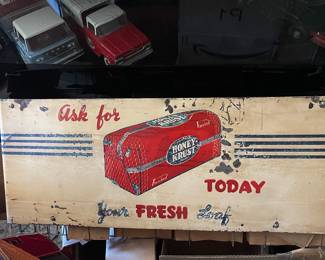 Ask for
HONEY-
KRUST
TODAY
Your FRESH Loaf